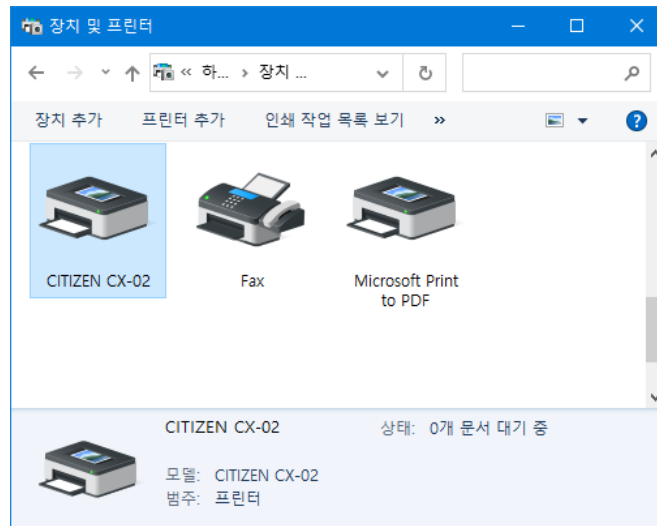 장치 및 프린터
« 하... › 장치 ...
장치 추가 프린터 추가 인쇄 작업 목록 보기 »
CITIZEN CX-02 Fax Microsoft Print
to PDF
CITIZEN CX-02 상태: 0개 문서 대기 중
모델: CITIZEN CX-02
범주: 프린터